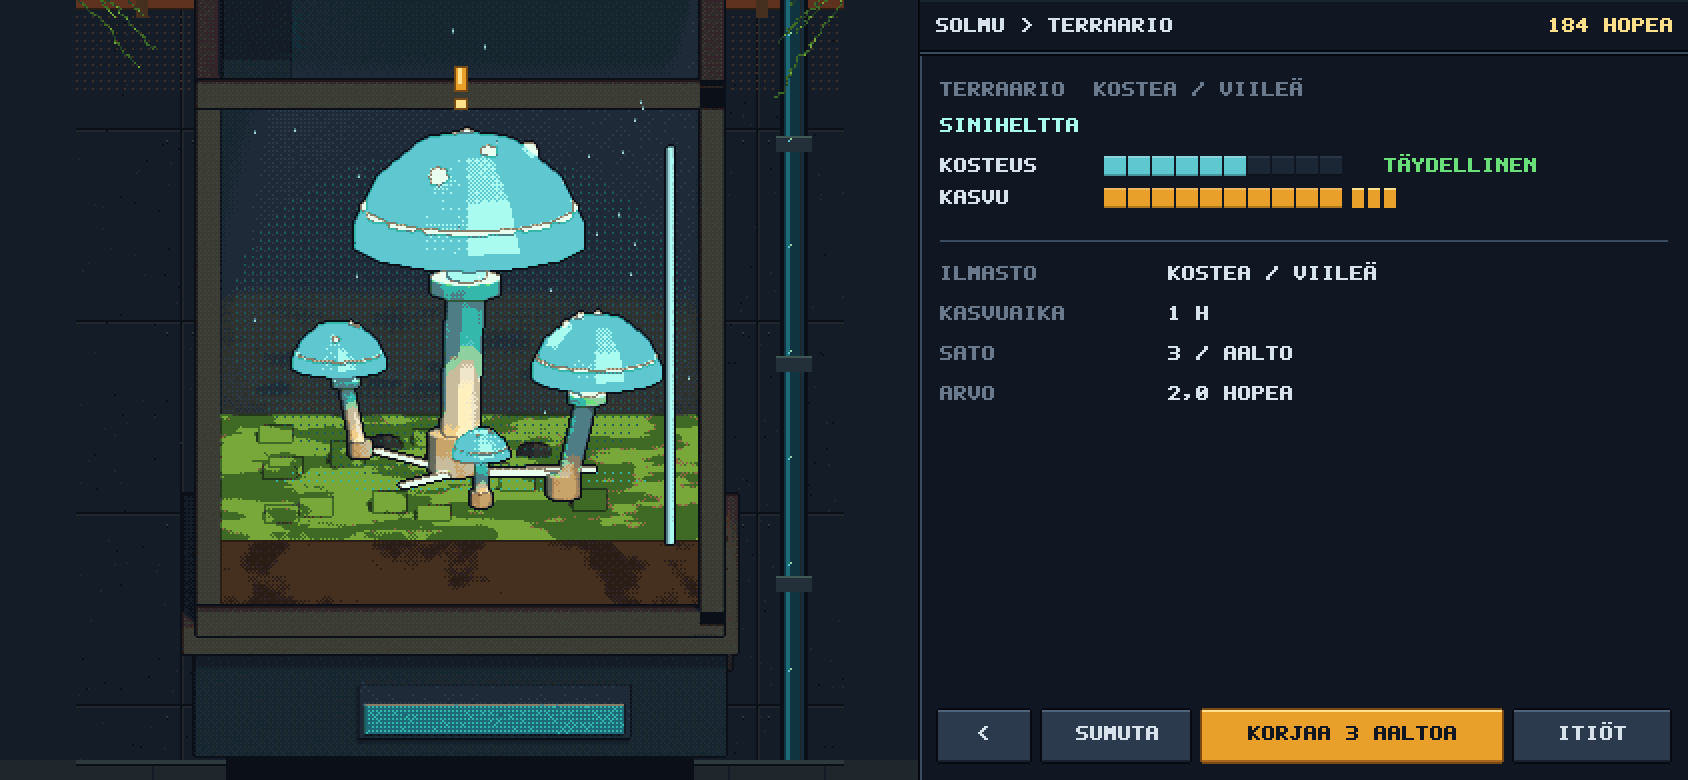 SOLMU > TERRAARIO 184 HOPEA
TERRAARIO KOSTEA / VIILEÄ
SINIHELTTA
KOSTEUS TÄYDELLINEN
KASVU
ILMASTO KOSTEA / VIILEÄ
KASVUAIKA 1 H
SATO 3 / AALTO
ARVO 2,0 HOPEA
< SUMUTA KORJAA 3 AALTOA ITIÖT